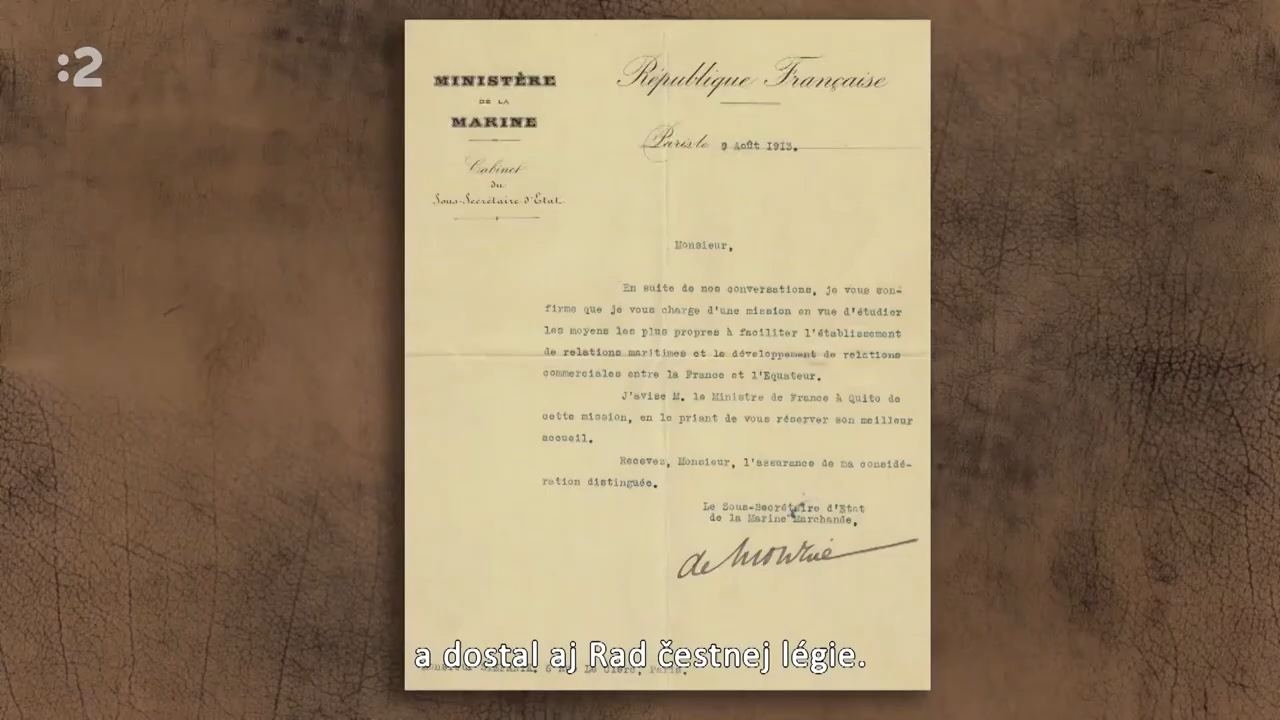 :2
MINISTÈRE
DE LA
MARINE
Cabinet
du
Sous-Secrétaire d'Etat
République Française
Paris le 9 Août 1913.
Monsieur,
En suite de nos conversations, je vous con-
firme que je vous charge d'une mission en vue d'étudier
les moyens les plus propres à faciliter l'établissement
de relations maritimes et le développement de relations
commerciales entre la France et l'Equateur.
J'avise M. le Ministre de France à Quito de
cette mission, en le priant de vous réserver son meilleur
accueil.
Recevez, Monsieur, l'assurance de ma considé-
ration distinguée.
Le Sous-Secrétaire d'Etat
de la Marine Marchande,
de Monzie
a dostal aj Rad čestnej légie.
Paris.